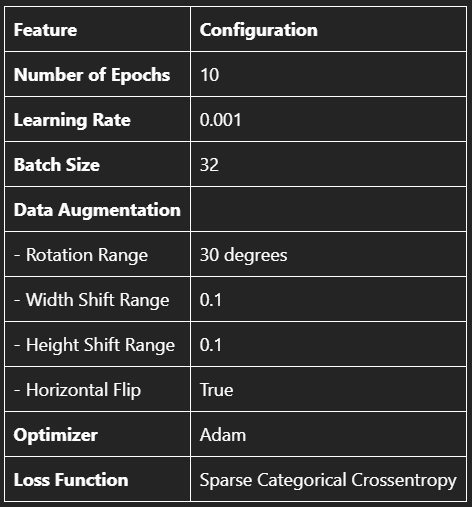 Feature Configuration
Number of Epochs 10
Learning Rate 0.001
Batch Size 32
Data Augmentation
- Rotation Range 30 degrees
- Width Shift Range 0.1
- Height Shift Range 0.1
- Horizontal Flip True
Optimizer Adam
Loss Function Sparse Categorical Crossentropy